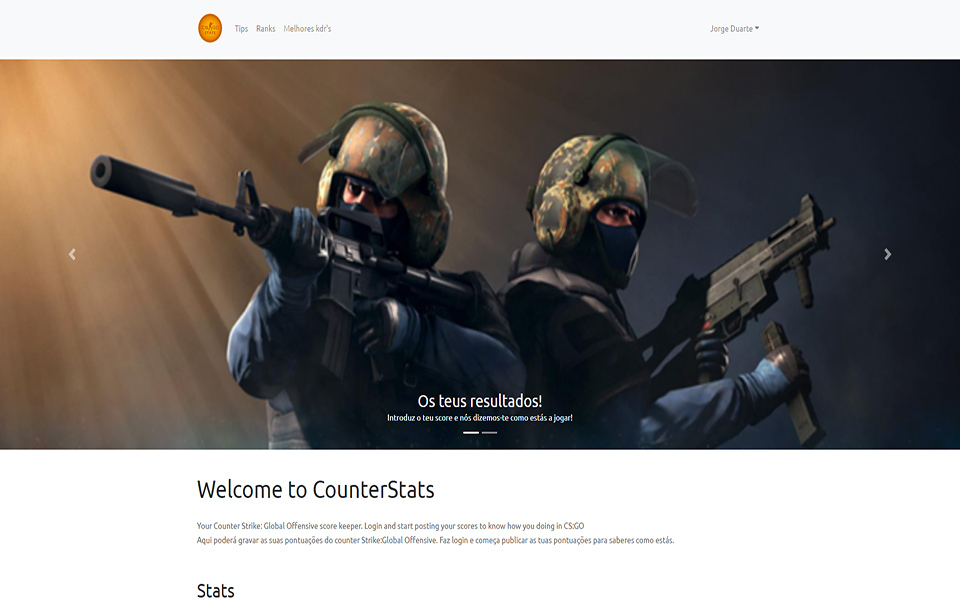 Tips Ranks Melhores kdr's Jorge Duarte
Os teus resultados!
Introduz o teu score e nós dizemos-te como estás a jogar!
Welcome to CounterStats
Your Counter Strike: Global Offensive score keeper. Login and start posting your scores to know how you doing in CS:GO
Aqui poderá gravar as suas pontuações do counter Strike:Global Offensive. Faz login e começa publicar as tuas pontuações para saberes como estás.
Stats